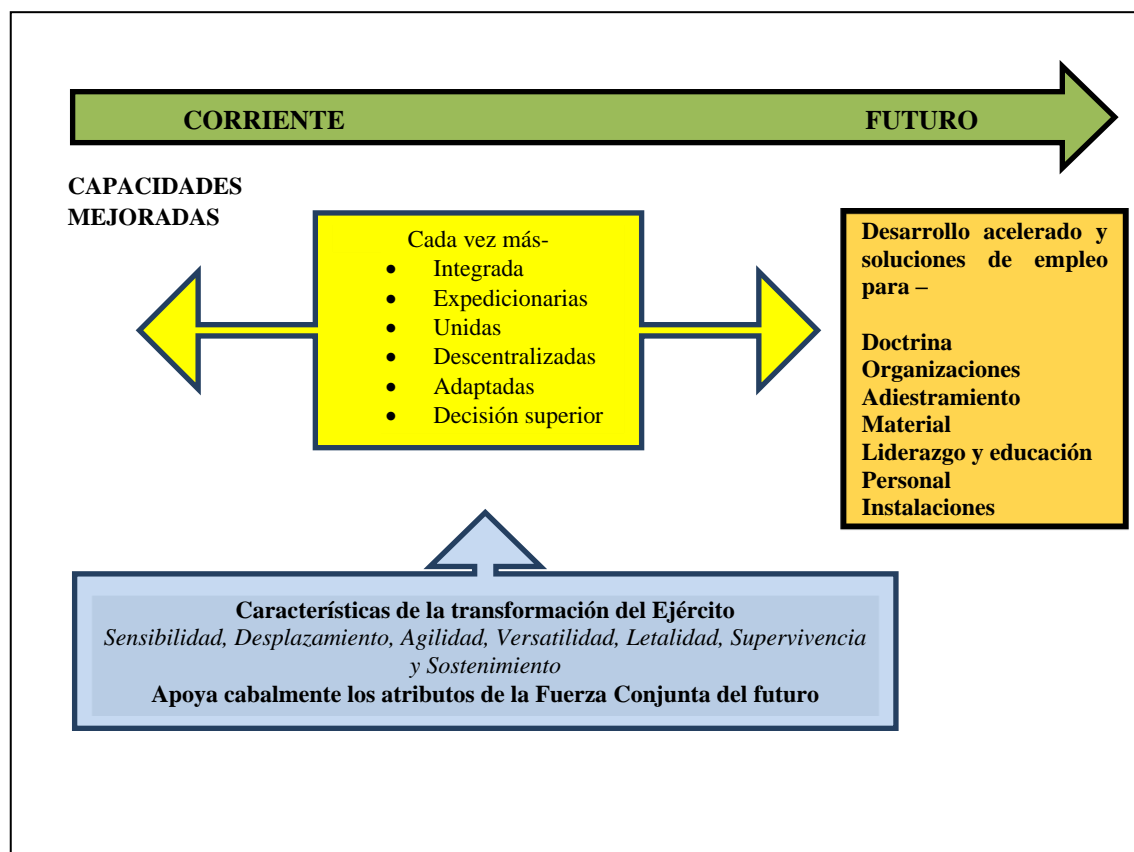 CORRIENTE FUTURO
CAPACIDADES
MEJORADAS
Cada vez más-
• Integrada
• Expedicionarias
• Unidas
• Descentralizadas
• Adaptadas
• Decisión superior
Desarrollo acelerado y
soluciones de empleo
para –
Doctrina
Organizaciones
Adiestramiento
Material
Liderazgo y educación
Personal
Instalaciones
Características de la transformación del Ejército
Sensibilidad, Desplazamiento, Agilidad, Versatilidad, Letalidad, Supervivencia
y Sostenimiento
Apoya cabalmente los atributos de la Fuerza Conjunta del futuro